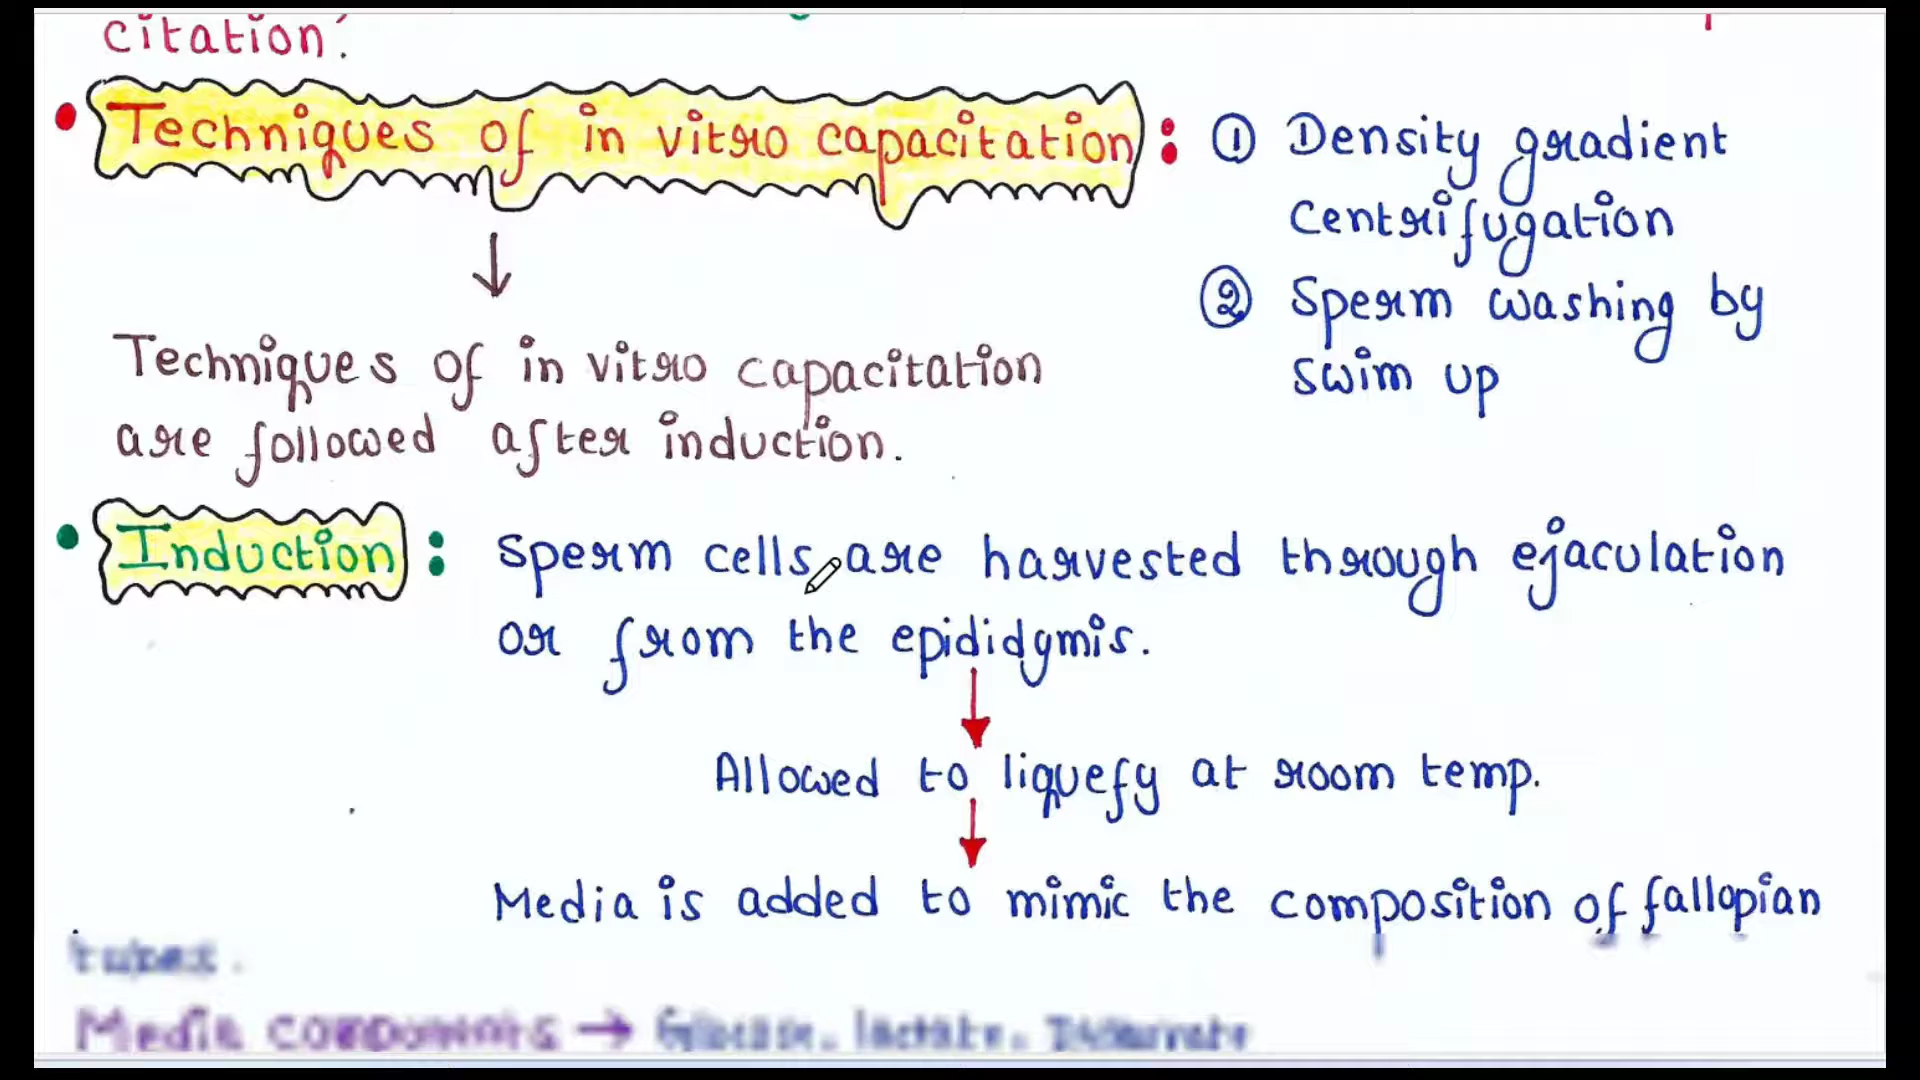 citation.
• Techniques of in vitro capacitation : ① Density gradient
centrifugation
② Sperm washing by
swim up
↓
Techniques of in vitro capacitation
are followed after induction.
• Induction : Sperm cells are harvested through ejaculation
or from the epididymis.
Allowed to liquefy at room temp.
Media is added to mimic the composition of fallopian
tubes.
Media components → Glucose, lactate,